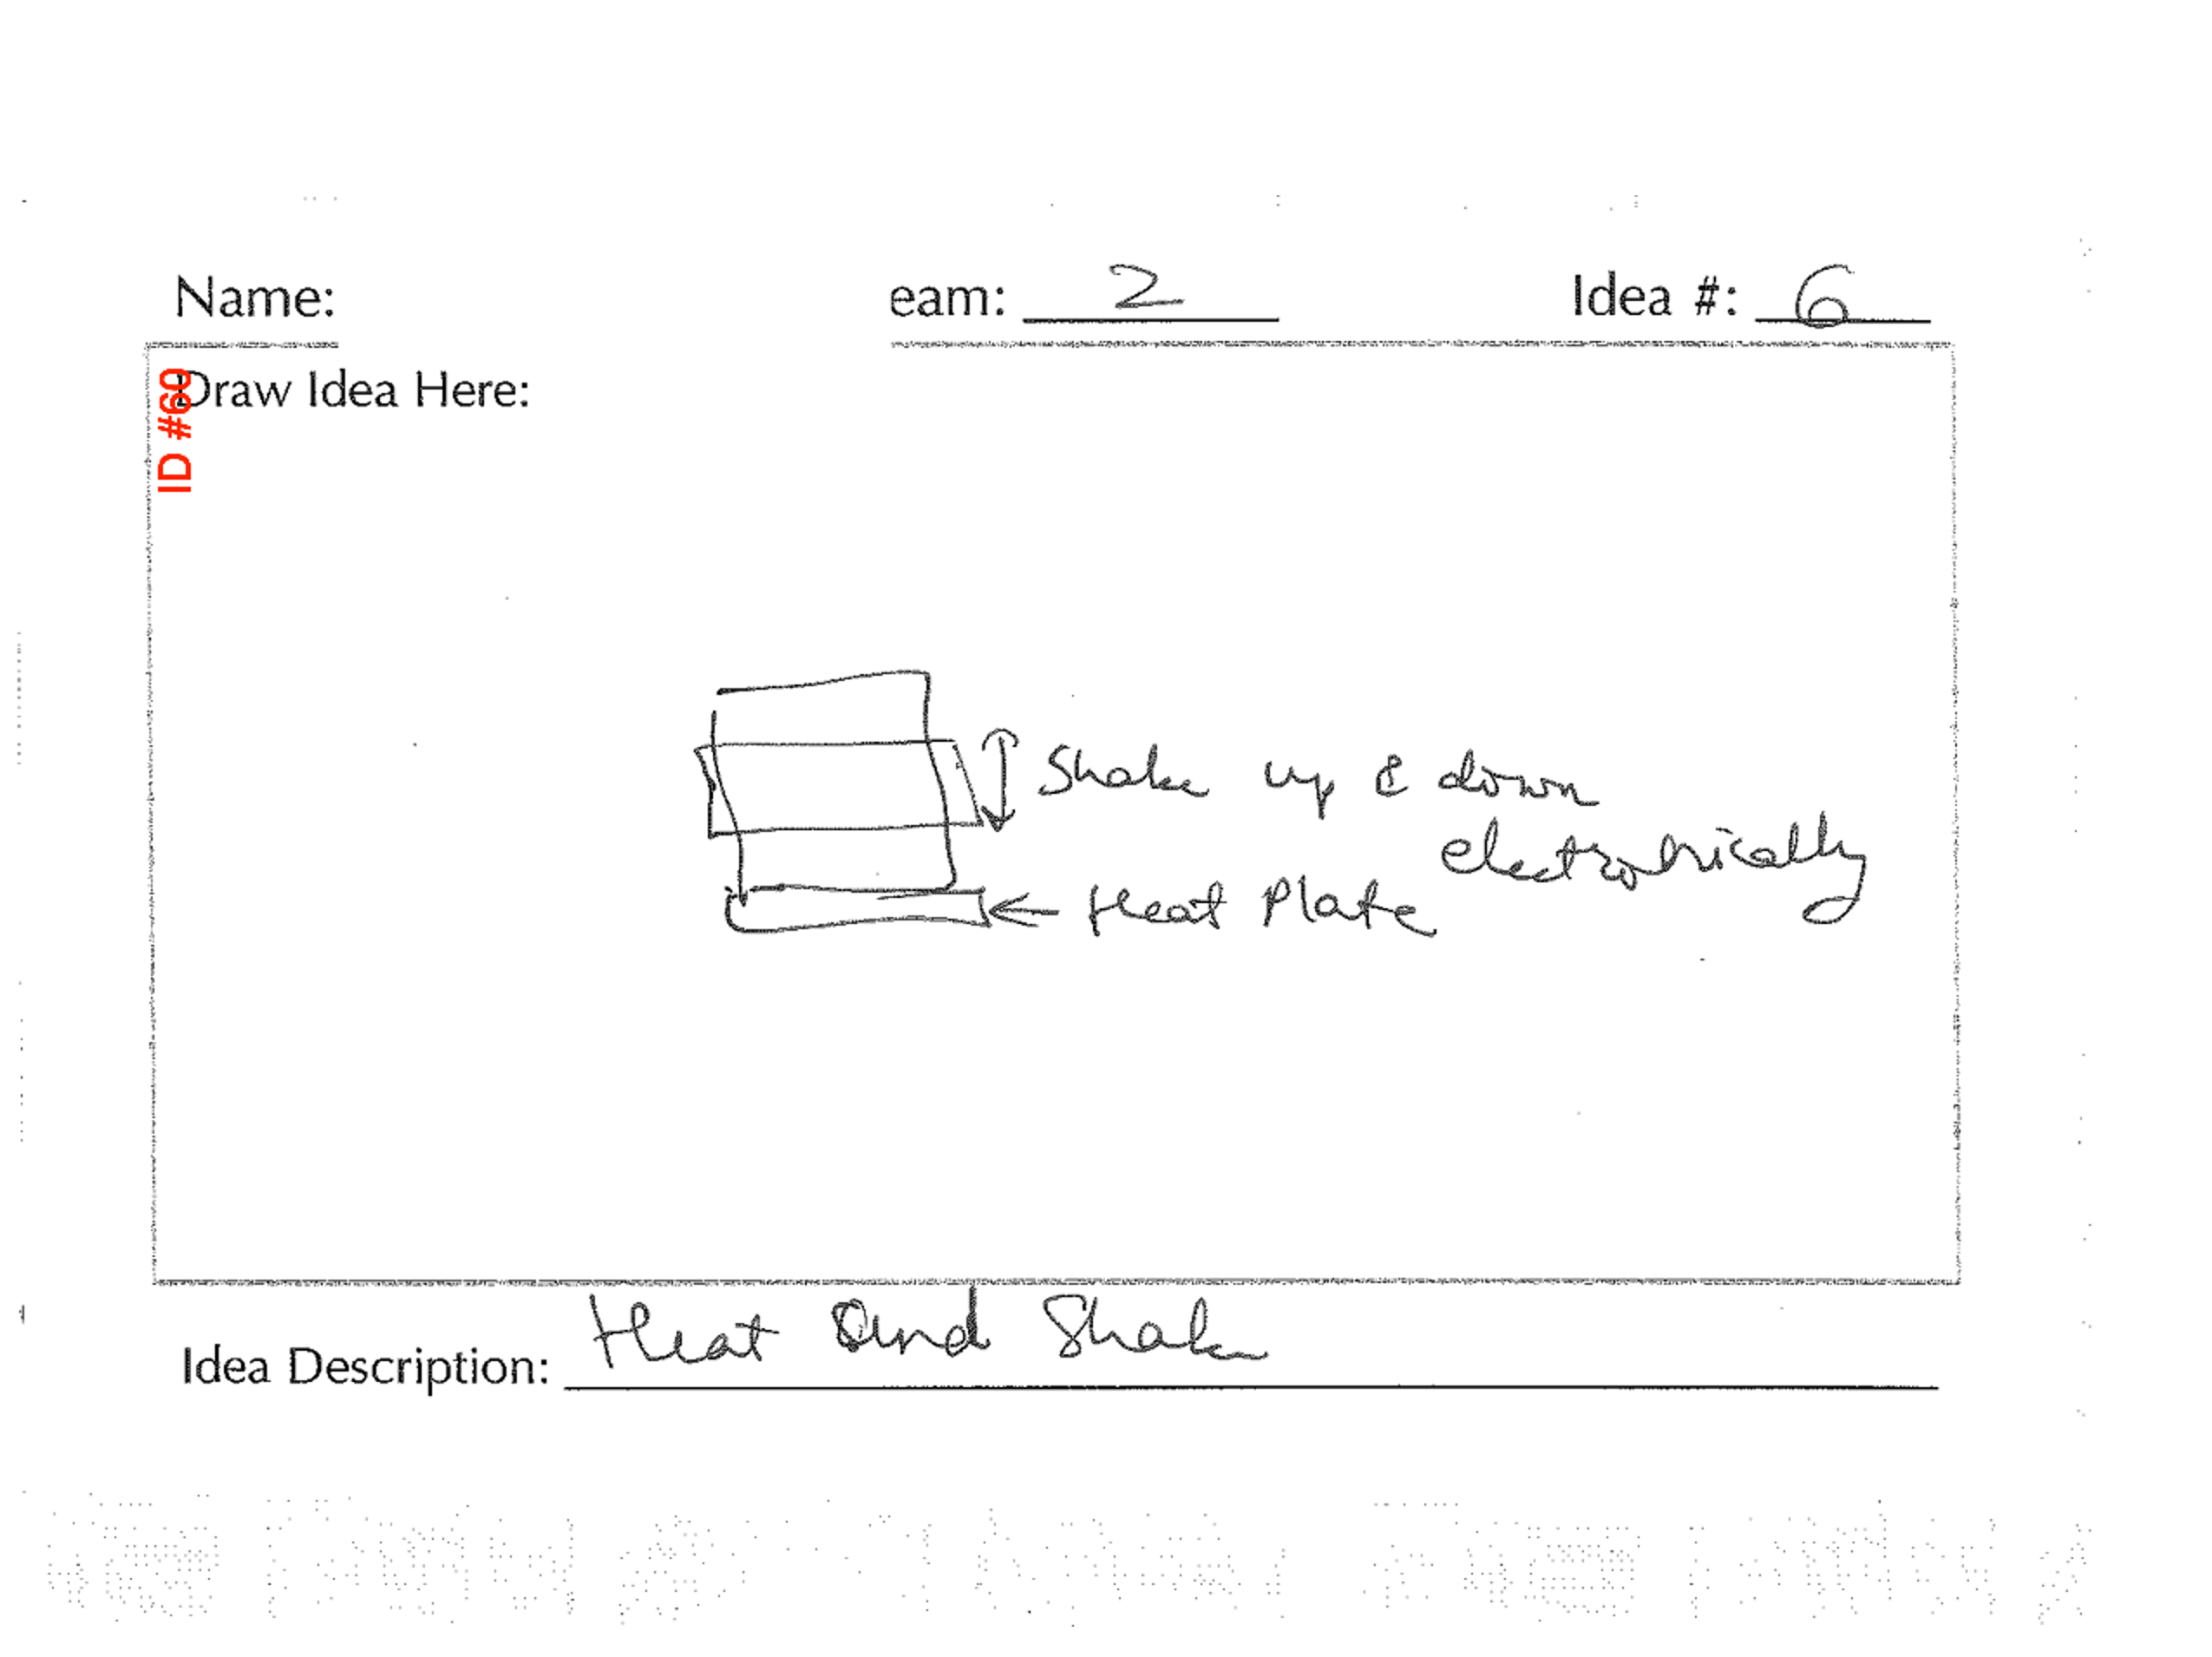 Name:
eam: 2
Idea #: 6
ID #60
Draw Idea Here:
Shake up & down
electronically
← Heat Plate
Idea Description: Heat and Shake